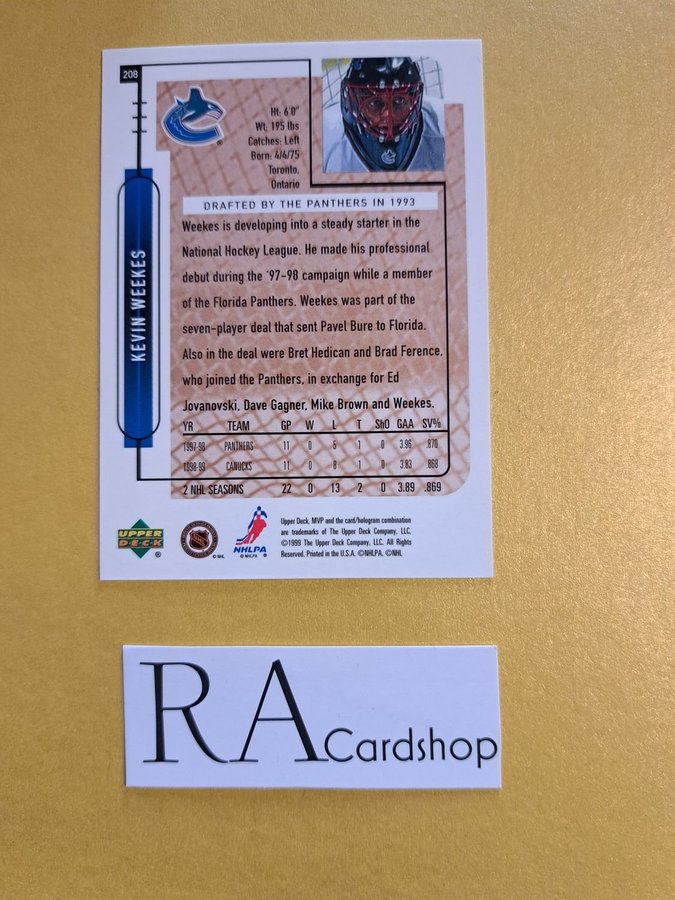 208
Ht: 6'0"
Wt: 195 lbs
Catches: Left
Born: 4/4/75
Toronto,
Ontario
KEVIN WEEKES
DRAFTED BY THE PANTHERS IN 1993
Weekes is developing into a steady starter in the
National Hockey League. He made his professional
debut during the '97-98 campaign while a member
of the Florida Panthers. Weekes was part of the
seven-player deal that sent Pavel Bure to Florida.
Also in the deal were Bret Hedican and Brad Ference,
who joined the Panthers, in exchange for Ed
Jovanovski, Dave Gagner, Mike Brown and Weekes.
YR TEAM GP W L T ShO GAA SV%
1997-98 PANTHERS 11 0 5 1 0 3.96 .870
1998-99 CANUCKS 11 0 8 1 0 3.83 .868
2 NHL SEASONS 22 0 13 2 0 3.89 .869
UPPER DECK ®
© NHL
NHLPA
© NHLPA ®
Upper Deck, MVP and the card/hologram combination
are trademarks of The Upper Deck Company, LLC.
©1999 The Upper Deck Company, LLC. All Rights
Reserved. Printed in the U.S.A. ©NHLPA. ©NHL
RA Cardshop